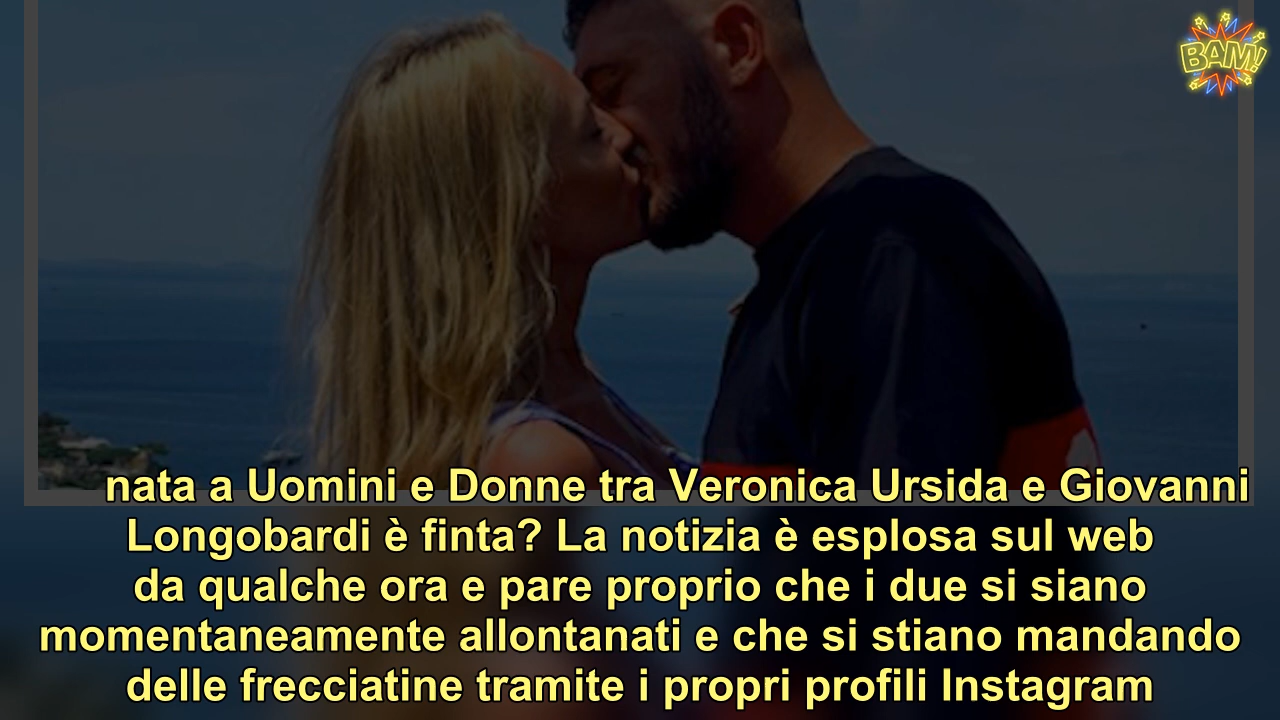 BAM!
nata a Uomini e Donne tra Veronica Ursida e Giovanni
Longobardi è finta? La notizia è esplosa sul web
da qualche ora e pare proprio che i due si siano
momentaneamente allontanati e che si stiano mandando
delle frecciatine tramite i propri profili Instagram